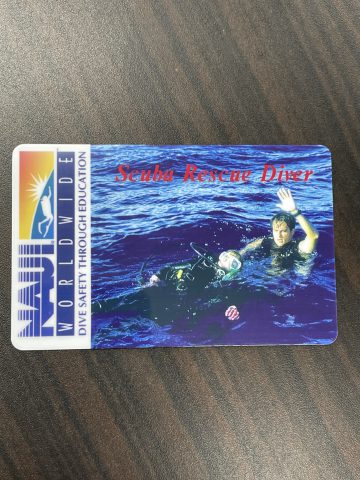 Scuba Rescue Diver
NAUI
WORLDWIDE
DIVE SAFETY THROUGH EDUCATION